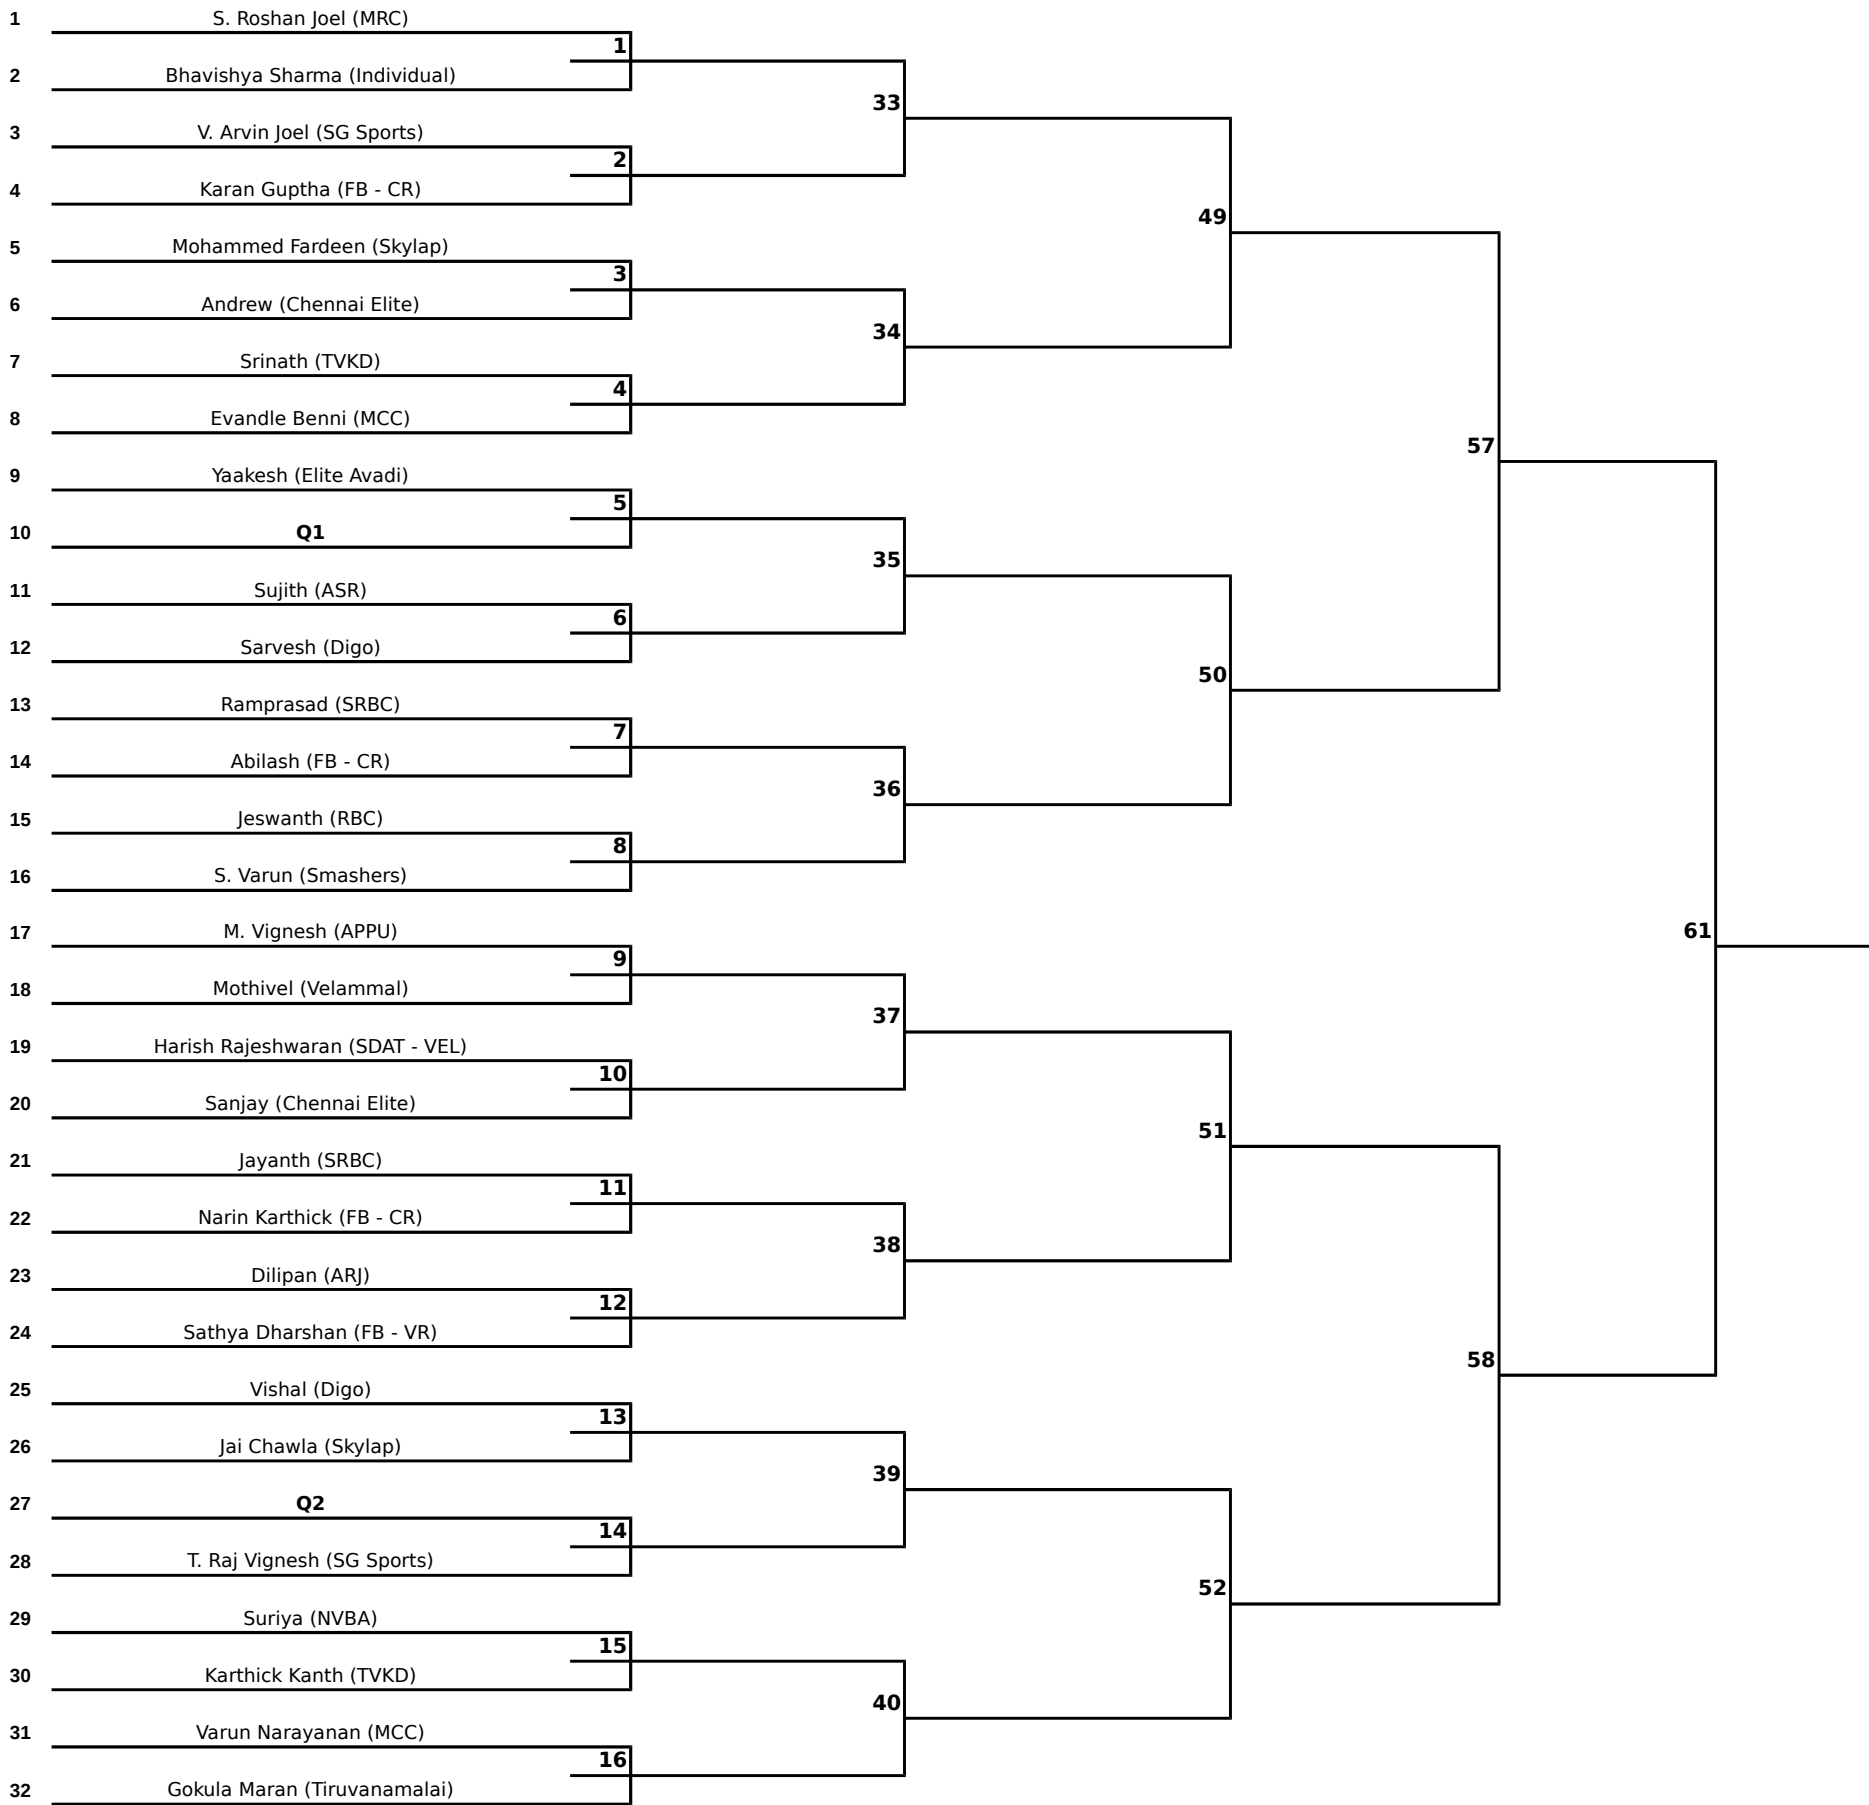 1 S. Roshan Joel (MRC)
1
2 Bhavishya Sharma (Individual)
33
3 V. Arvin Joel (SG Sports)
2
4 Karan Guptha (FB - CR)
49
5 Mohammed Fardeen (Skylap)
3
6 Andrew (Chennai Elite)
34
7 Srinath (TVKD)
4
8 Evandle Benni (MCC)
57
9 Yaakesh (Elite Avadi)
5
10 Q1
35
11 Sujith (ASR)
6
12 Sarvesh (Digo)
50
13 Ramprasad (SRBC)
7
14 Abilash (FB - CR)
36
15 Jeswanth (RBC)
8
16 S. Varun (Smashers)
17 M. Vignesh (APPU)
61
9
18 Mothivel (Velammal)
37
19 Harish Rajeshwaran (SDAT - VEL)
10
20 Sanjay (Chennai Elite)
51
21 Jayanth (SRBC)
11
22 Narin Karthick (FB - CR)
38
23 Dilipan (ARJ)
12
24 Sathya Dharshan (FB - VR)
58
25 Vishal (Digo)
13
26 Jai Chawla (Skylap)
39
27 Q2
14
28 T. Raj Vignesh (SG Sports)
52
29 Suriya (NVBA)
15
30 Karthick Kanth (TVKD)
40
31 Varun Narayanan (MCC)
16
32 Gokula Maran (Tiruvanamalai)